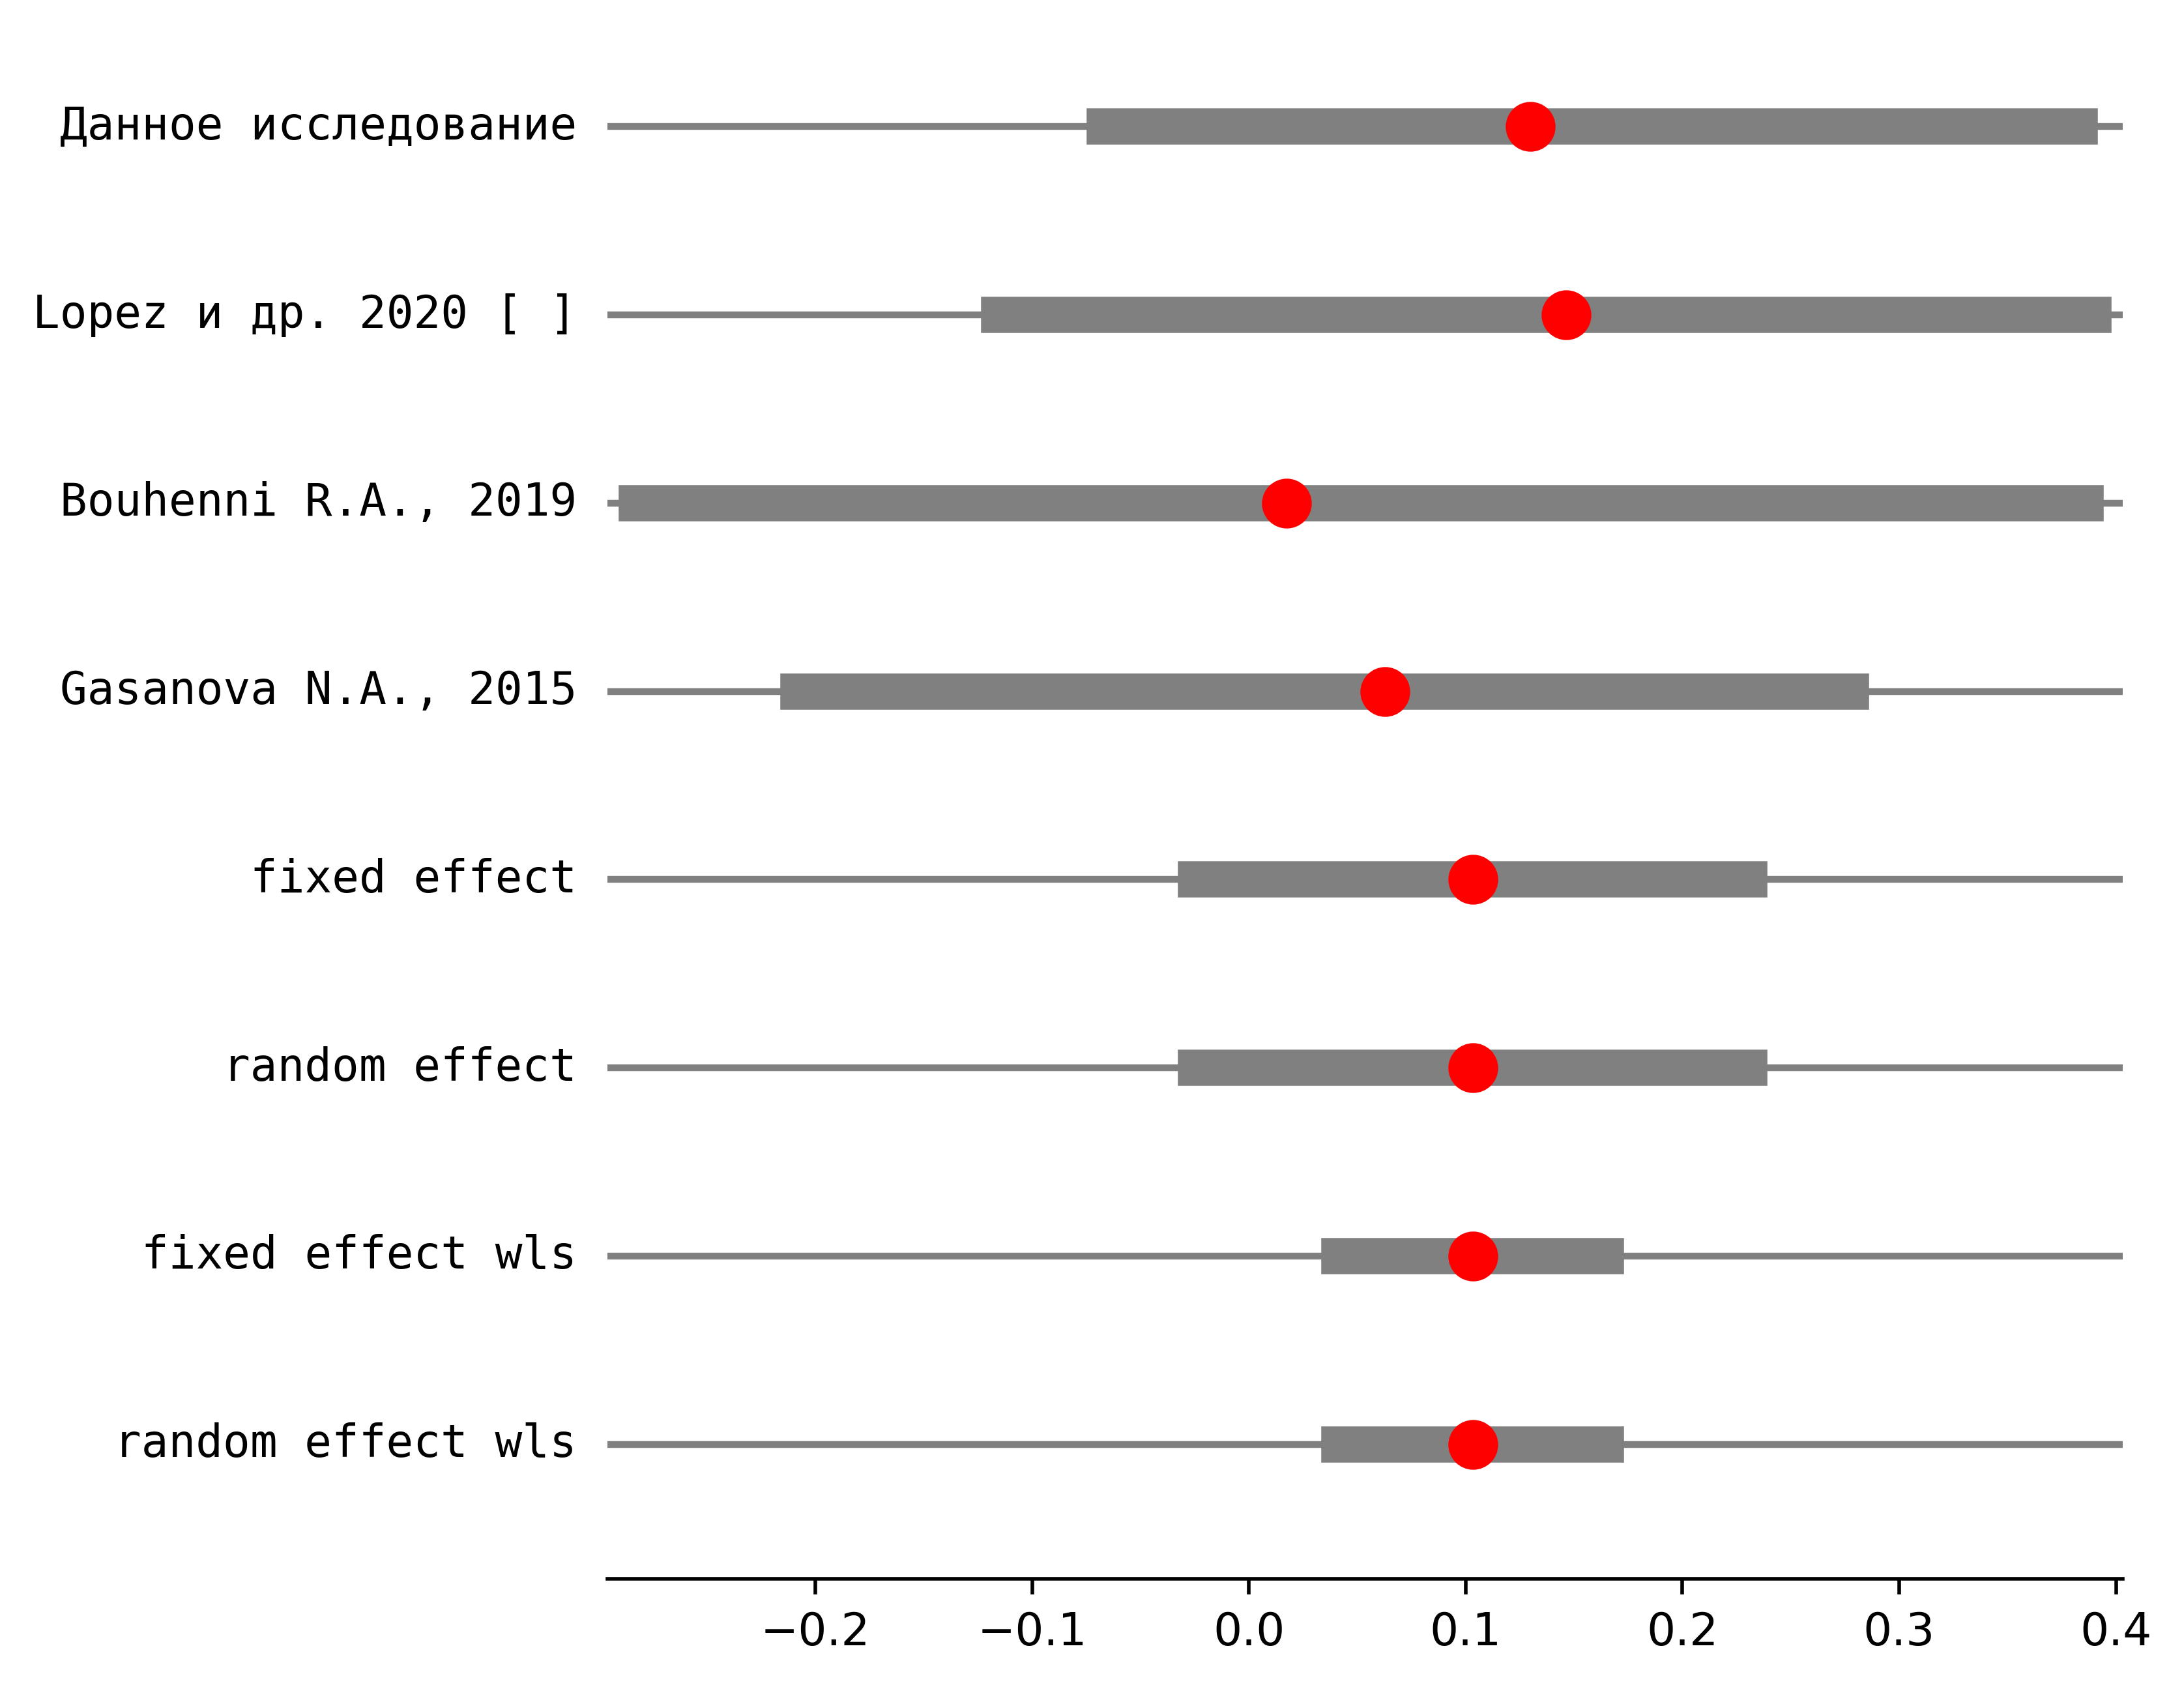 Данное исследование
Lopez и др. 2020 [ ]
Bouhenni R.A., 2019
Gasanova N.A., 2015
fixed effect
random effect
fixed effect wls
random effect wls
−0.2 −0.1 0.0 0.1 0.2 0.3 0.4